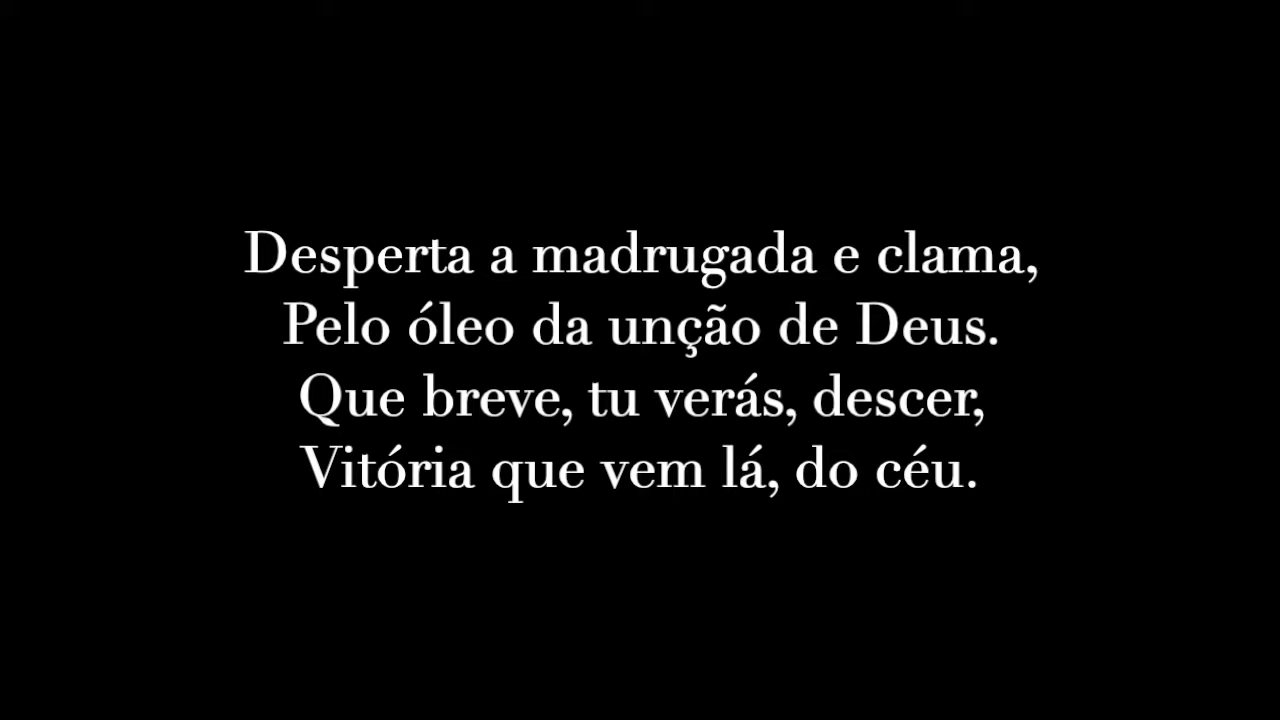 Desperta a madrugada e clama,
Pelo óleo da unção de Deus.
Que breve, tu verás, descer,
Vitória que vem lá, do céu.